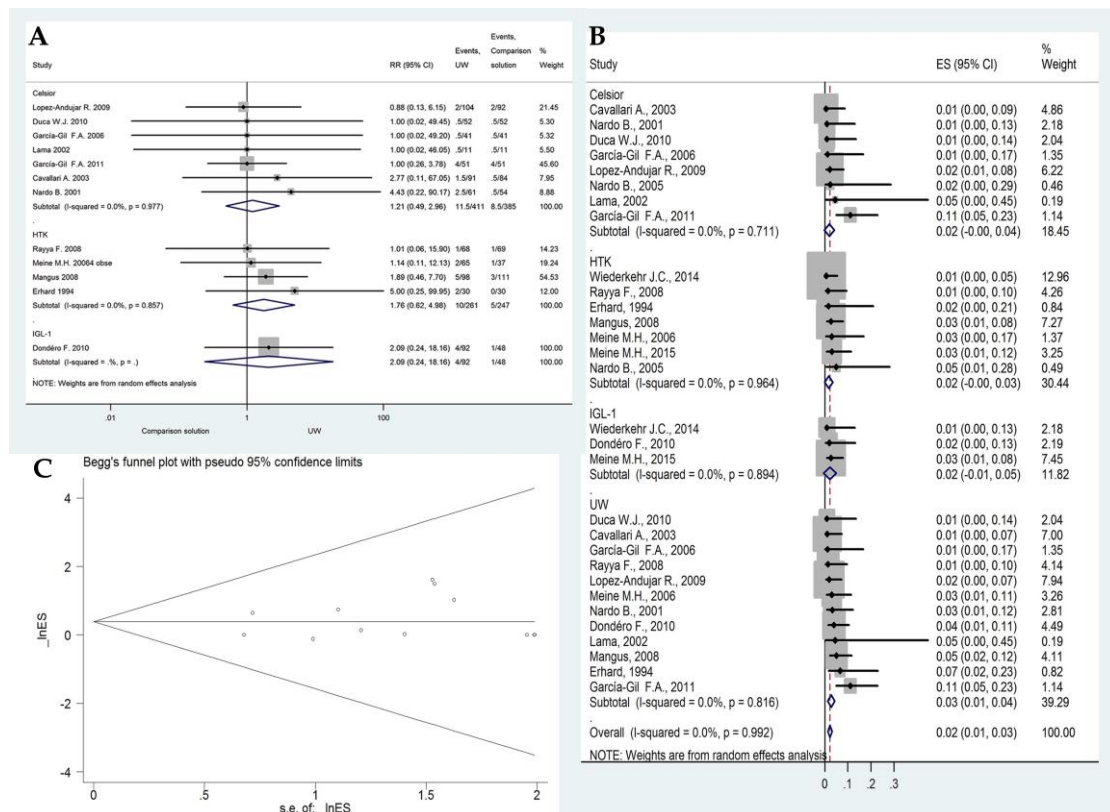 A
Events,
Events, Comparison %
Study RR (95% CI) UW solution Weight
Celsior
Lopez-Andujar R. 2009 0.88 (0.13, 6.15) 2/104 2/92 21.45
Duca W.J. 2010 1.00 (0.02, 49.45) .5/52 .5/52 5.30
García-Gil F.A. 2006 1.00 (0.02, 49.20) .5/41 .5/41 5.32
Lama 2002 1.00 (0.02, 46.05) .5/11 .5/11 5.50
García-Gil F.A. 2011 1.00 (0.26, 3.78) 4/51 4/51 45.60
Cavallari A. 2003 2.77 (0.11, 67.05) 1.5/91 .5/84 7.95
Nardo B. 2001 4.43 (0.22, 90.17) 2.5/61 .5/54 8.88
Subtotal (I-squared = 0.0%, p = 0.977) 1.21 (0.49, 2.96) 11.5/411 8.5/385 100.00
.
HTK
Rayya F. 2008 1.01 (0.06, 15.90) 1/68 1/69 14.23
Meine M.H. 20064 obse 1.14 (0.11, 12.13) 2/65 1/37 19.24
Mangus 2008 1.89 (0.46, 7.70) 5/98 3/111 54.53
Erhard 1994 5.00 (0.25, 99.95) 2/30 0/30 12.00
Subtotal (I-squared = 0.0%, p = 0.857) 1.76 (0.62, 4.98) 10/261 5/247 100.00
.
IGL-1
Dondéro F. 2010 2.09 (0.24, 18.16) 4/92 1/48 100.00
Subtotal (I-squared = .%, p = .) 2.09 (0.24, 18.16) 4/92 1/48 100.00
NOTE: Weights are from random effects analysis
.01 1 100
Comparison solution UW
B
%
Study ES (95% CI) Weight
Celsior
Cavallari A., 2003 0.01 (0.00, 0.09) 4.86
Nardo B., 2001 0.01 (0.00, 0.13) 2.18
Duca W.J., 2010 0.01 (0.00, 0.14) 2.04
García-Gil F.A., 2006 0.01 (0.00, 0.17) 1.35
Lopez-Andujar R., 2009 0.02 (0.01, 0.08) 6.22
Nardo B., 2005 0.02 (0.00, 0.29) 0.46
Lama, 2002 0.05 (0.00, 0.45) 0.19
García-Gil F.A., 2011 0.11 (0.05, 0.23) 1.14
Subtotal (I-squared = 0.0%, p = 0.711) 0.02 (-0.00, 0.04) 18.45
.
HTK
Wiederkehr J.C., 2014 0.01 (0.00, 0.05) 12.96
Rayya F., 2008 0.01 (0.00, 0.10) 4.26
Erhard, 1994 0.02 (0.00, 0.21) 0.84
Mangus, 2008 0.03 (0.01, 0.08) 7.27
Meine M.H., 2006 0.03 (0.00, 0.17) 1.37
Meine M.H., 2015 0.03 (0.01, 0.12) 3.25
Nardo B., 2005 0.05 (0.01, 0.28) 0.49
Subtotal (I-squared = 0.0%, p = 0.964) 0.02 (-0.00, 0.03) 30.44
.
IGL-1
Wiederkehr J.C., 2014 0.01 (0.00, 0.13) 2.18
Dondéro F., 2010 0.02 (0.00, 0.13) 2.19
Meine M.H., 2015 0.03 (0.01, 0.08) 7.45
Subtotal (I-squared = 0.0%, p = 0.894) 0.02 (-0.01, 0.05) 11.82
.
UW
Duca W.J., 2010 0.01 (0.00, 0.14) 2.04
Cavallari A., 2003 0.01 (0.00, 0.07) 7.00
García-Gil F.A., 2006 0.01 (0.00, 0.17) 1.35
Rayya F., 2008 0.01 (0.00, 0.10) 4.14
Lopez-Andujar R., 2009 0.02 (0.00, 0.07) 7.94
Meine M.H., 2006 0.03 (0.01, 0.11) 3.26
Nardo B., 2001 0.03 (0.01, 0.12) 2.81
Dondéro F., 2010 0.04 (0.01, 0.11) 4.49
Lama, 2002 0.05 (0.00, 0.45) 0.19
Mangus, 2008 0.05 (0.02, 0.12) 4.11
Erhard, 1994 0.07 (0.02, 0.23) 0.82
García-Gil F.A., 2011 0.11 (0.05, 0.23) 1.14
Subtotal (I-squared = 0.0%, p = 0.816) 0.03 (0.01, 0.04) 39.29
.
Overall (I-squared = 0.0%, p = 0.992) 0.02 (0.01, 0.03) 100.00
NOTE: Weights are from random effects analysis
0 .1 .2 .3
C
Begg's funnel plot with pseudo 95% confidence limits
_lnES
4
2
0
-2
-4
0 .5 1 1.5 2
s.e. of: _lnES